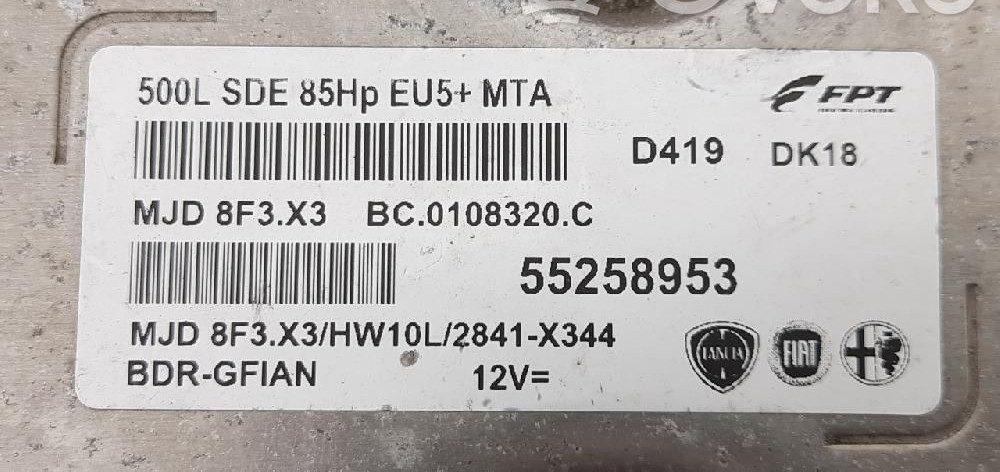 500L SDE 85Hp EU5+ MTA
FPT
D419 DK18
MJD 8F3.X3 BC.0108320.C
55258953
MJD 8F3.X3/HW10L/2841-X344
LANCIA FIAT
BDR-GFIAN 12V=